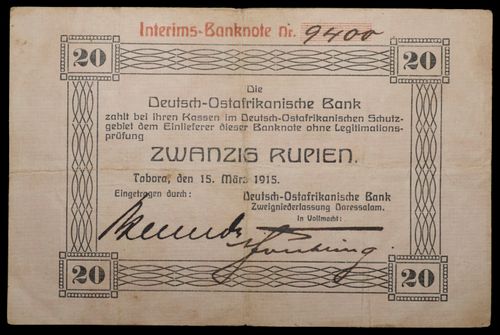 Interims-Banknote Nr. 9400
20 20
Die
Deutsch-Ostafrikanische Bank
zahlt bei ihren Kassen im Deutsch-Ostafrikanischen Schutz-
gebiet dem Einlieferer dieser Banknote ohne Legitimations-
prüfung
ZWANZIG RUPIEN.
Tabora, den 15. März 1915.
Eingetragen durch: Deutsch-Ostafrikanische Bank
Zweigniederlassung Daressalam.
In Vollmacht:
20 20